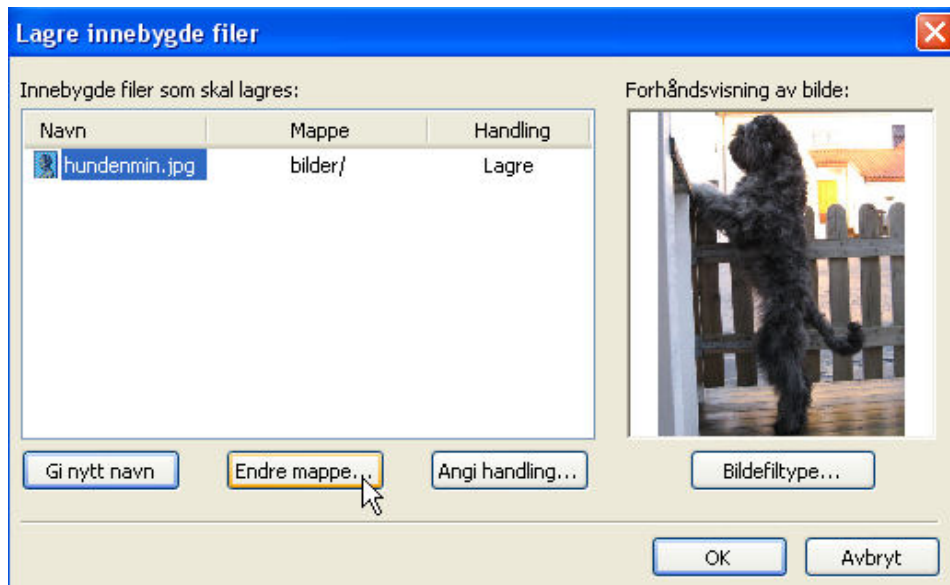 Lagre innebygde filer
Innebygde filer som skal lagres:
Forhåndsvisning av bilde:
Navn Mappe Handling
hundenmin.jpg bilder/ Lagre
Gi nytt navn Endre mappe... Angi handling... Bildefiltype...
OK Avbryt